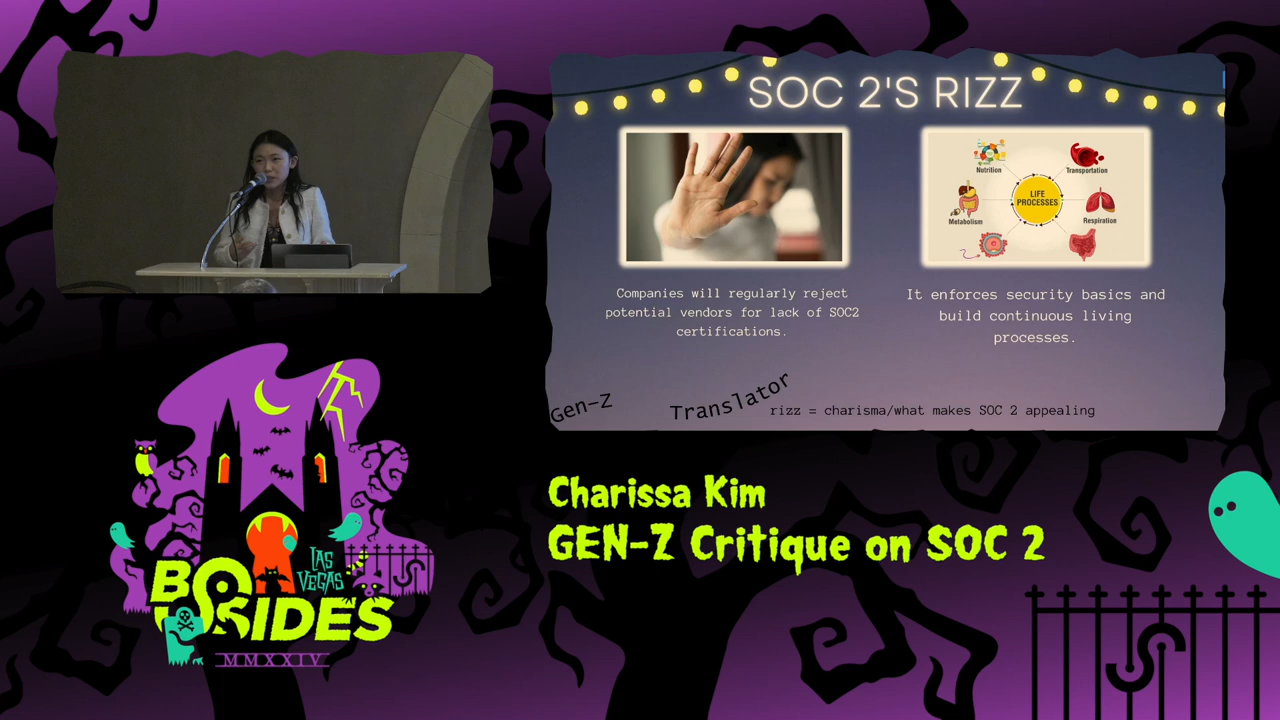 SOC 2'S RIZZ
Nutrition
Transportation
LIFE
PROCESSES
Metabolism
Respiration
Companies will regularly reject
potential vendors for lack of SOC2
certifications.
It enforces security basics and
build continuous living
processes.
Gen-Z Translator
rizz = charisma/what makes SOC 2 appealing
Charissa Kim
GEN-Z Critique on SOC 2
LAS
VEGAS
BSIDES
MMXXIV